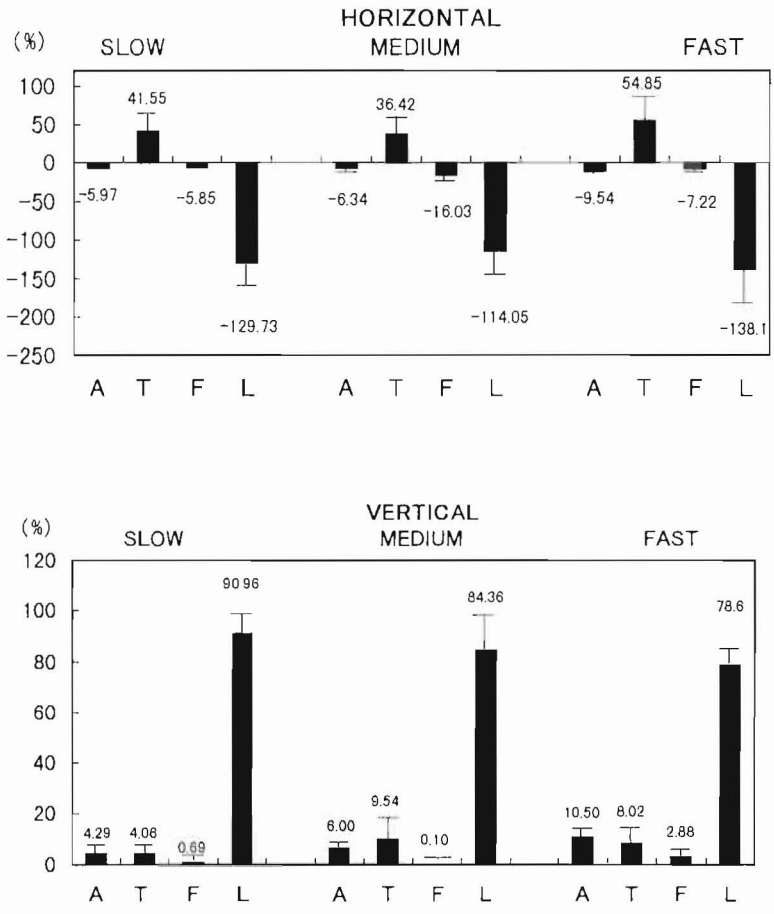 HORIZONTAL
(%)
SLOW MEDIUM FAST
100
50
0
-50
-100
-150
-200
-250
41.55 36.42 54.85
-5.97 -5.85 -6.34 -16.03 -9.54 -7.22
-129.73 -114.05 -138.1
A T F L A T F L A T F L
VERTICAL
(%)
SLOW MEDIUM FAST
120
100
80
60
40
20
0
90.96 84.36 78.6
4.29 4.08 0.69 6.00 9.54 0.10 10.50 8.02 2.88
A T F L A T F L A T F L